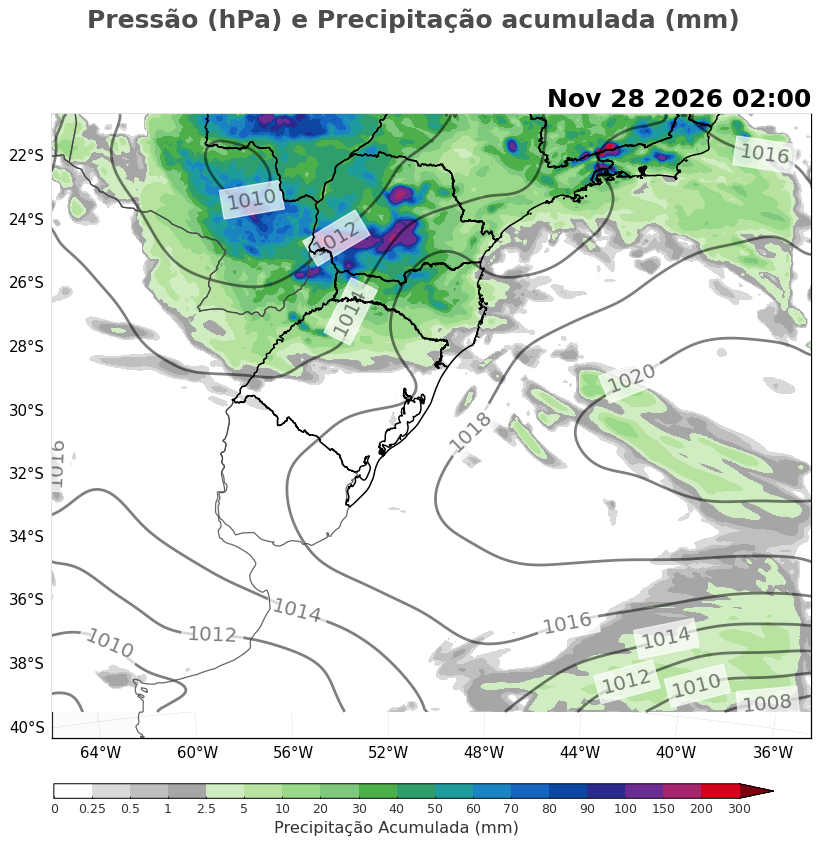 Pressão (hPa) e Precipitação acumulada (mm)
Nov 28 2026 02:00
22°S
24°S
26°S
28°S
30°S
32°S
34°S
36°S
38°S
40°S
1016
1010
1012
1014
1020
1018
1016
1014
1016
1012
1010
1014
1012
1010
1008
64°W 60°W 56°W 52°W 48°W 44°W 40°W 36°W
0 0.25 0.5 1 2.5 5 10 20 30 40 50 60 70 80 90 100 150 200 300
Precipitação Acumulada (mm)